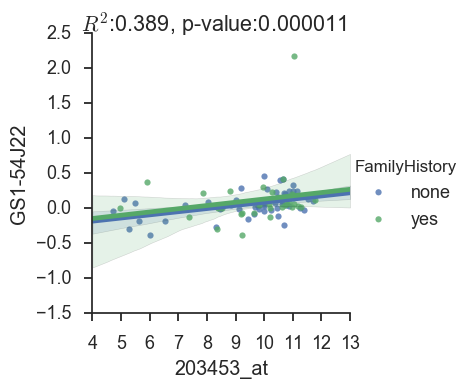 R²:0.389, p-value:0.000011
2.5
2.0
1.5
1.0
0.5
0.0
−0.5
−1.0
−1.5
GS1-54J22
4 5 6 7 8 9 10 11 12 13
203453_at
FamilyHistory
none
yes